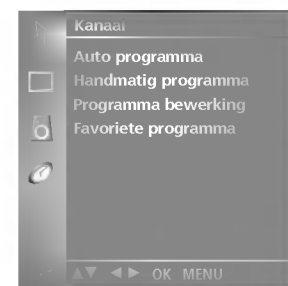 Kanaal
Auto programma
Handmatig programma
Programma bewerking
Favoriete programma
▲▼ ◄► OK MENU